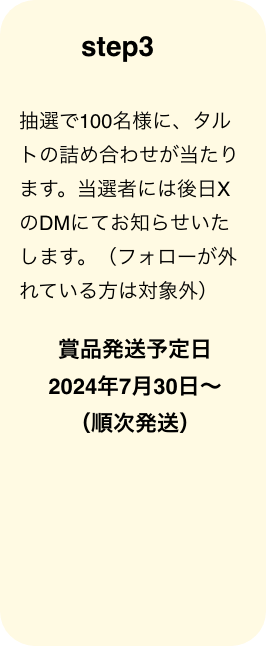 step3
抽選で100名様に、タル
トの詰め合わせが当たり
ます。当選者には後日X
のDMにてお知らせいた
します。（フォローが外
れている方は対象外）
賞品発送予定日
2024年7月30日〜
（順次発送）